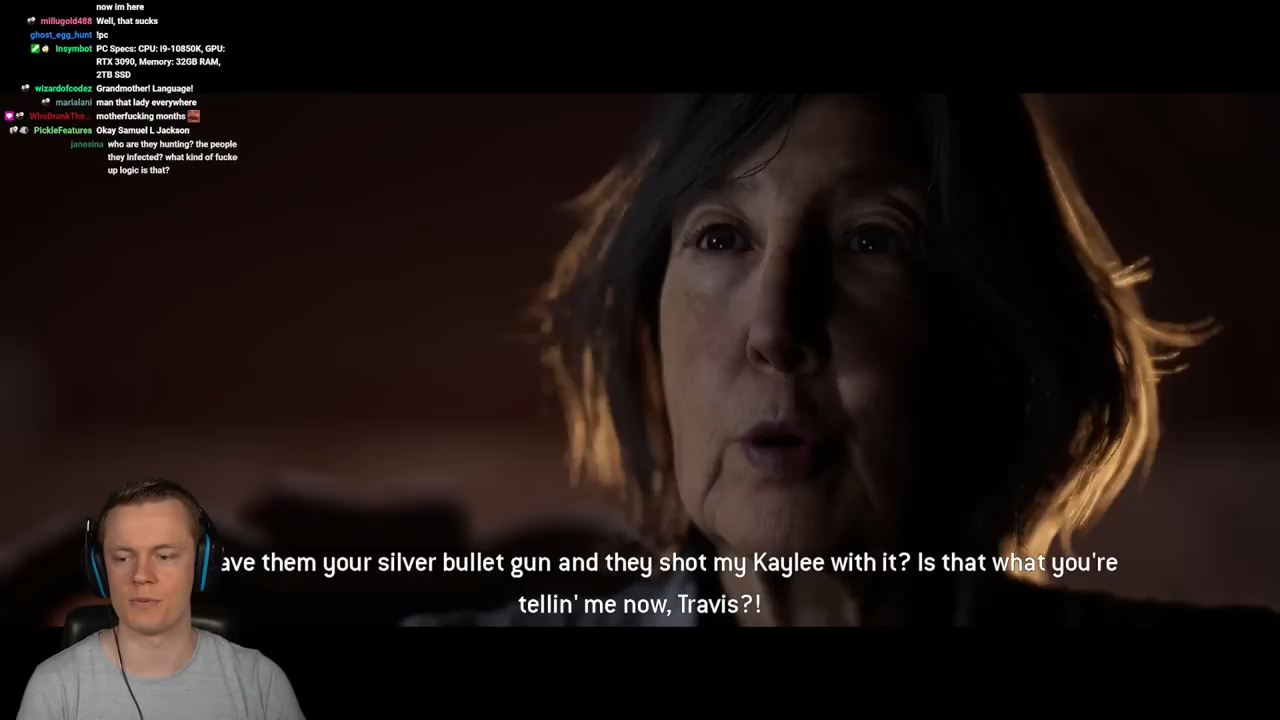 now im here
millugold488 Well, that sucks
ghost_egg_hunt !pc
Insymbot PC Specs: CPU: i9-10850K, GPU:
RTX 3090, Memory: 32GB RAM,
2TB SSD
wizardofcodez Grandmother! Language!
marialani man that lady everywhere
WhoDrankThe... motherfucking months
PickleFeatures Okay Samuel L Jackson
janesina who are they hunting? the people
they infected? what kind of fucke
up logic is that?
ave them your silver bullet gun and they shot my Kaylee with it? Is that what you're
tellin' me now, Travis?!